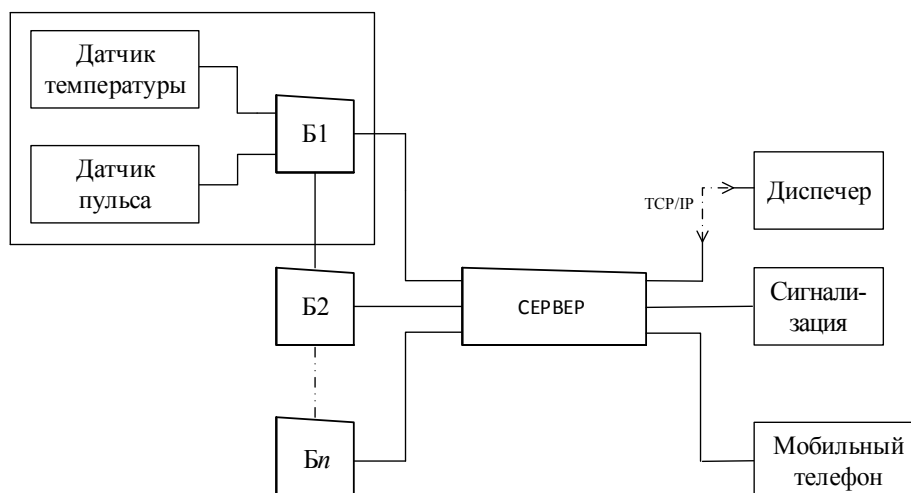 Датчик
температуры
Б1
Датчик
пульса
TCP/IP
Диспечер
Б2
СЕРВЕР
Сигнали-
зация
Бn
Мобильный
телефон